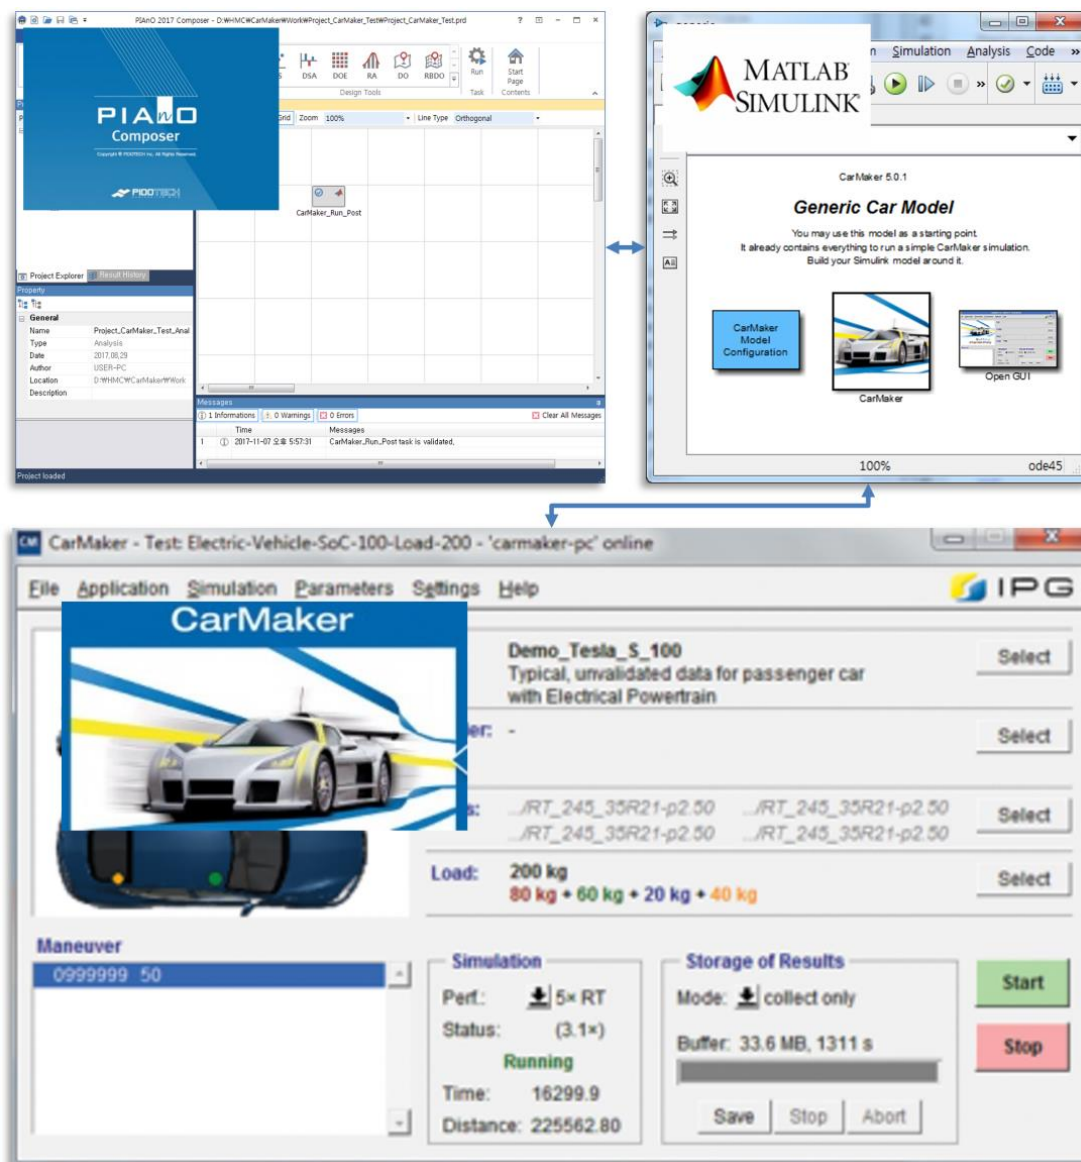 PIAnO 2017 Composer - D:₩HMC₩CarMaker₩Work₩Project_CarMaker_Test₩Project_CarMaker_Test.prd
DSA DOE RA DO RBDO Run Start Page
Design Tools Task Contents
PIAnO
Composer
Copyright © PIDOTECH Inc. All Rights Reserved.
PIDOTECH
Grid Zoom 100% Line Type Orthogonal
CarMaker_Run_Post
Project Explorer Result History
Property
General
Name Project_CarMaker_Test_Anal
Type Analysis
Date 2017,08,29
Author USER-PC
Location D:₩HMC₩CarMaker₩Work
Description
Messages
1 Informations 0 Warnings 0 Errors Clear All Messages
Time Messages
1 2017-11-07 오후 5:57:31 CarMaker_Run_Post task is validated,
Project loaded
generic
Simulation Analysis Code »
MATLAB
SIMULINK
CarMaker 5.0.1
Generic Car Model
You may use this model as a starting point.
It already contains everything to run a simple CarMaker simulation.
Build your Simulink model around it.
CarMaker
Model
Configuration
CarMaker
Open GUI
100% ode45
CM CarMaker - Test: Electric-Vehicle-SoC-100-Load-200 - 'carmaker-pc' online
File Application Simulation Parameters Settings Help
IPG
CarMaker
Demo_Tesla_S_100 Select
Typical, unvalidated data for passenger car
with Electrical Powertrain
er: - Select
s: ../RT_245_35R21-p2.50 ../RT_245_35R21-p2.50 Select
../RT_245_35R21-p2.50 ../RT_245_35R21-p2.50
Load: 200 kg Select
80 kg + 60 kg + 20 kg + 40 kg
Maneuver
0999999 50
Simulation
Perf.: 5× RT
Status: (3.1×)
Running
Time: 16299.9
Distance: 225562.80
Storage of Results
Mode: collect only
Buffer: 33.6 MB, 1311 s
Save Stop Abort
Start
Stop